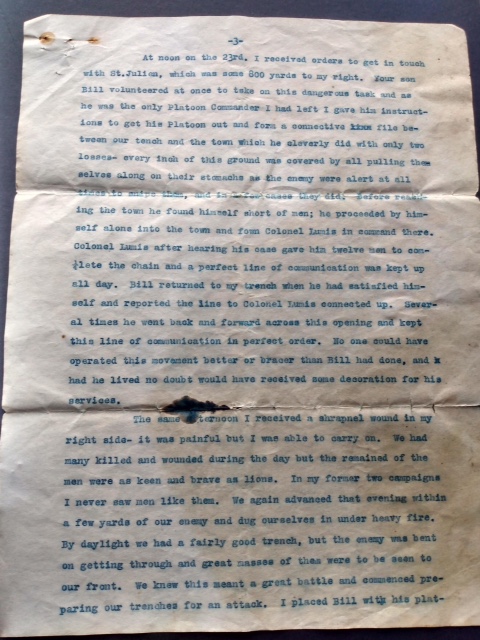 -3-
At noon on the 23rd. I received orders to get in touch
with St.Julien, which was some 800 yards to my right. Your son
Bill volunteered at once to take on this dangerous task and as
he was the only Platoon Commander I had left I gave him instruct-
ions to get his Platoon out and form a connective file be-
tween our tench and the town which he cleverly did with only two
losses- every inch of this ground was covered by all pulling them
selves along on their stomachs as the enemy were alert at all
times to snipe them, and in cases they did; Before reach-
ing the town he found himself short of men; he proceeded by him-
self alone into the town and foun Colonel Lumis in command there.
Colonel Lumis after hearing his case gave him twelve men to com-
plete the chain and a perfect line of communication was kept up
all day. Bill returned to my trench when he had satisfied him-
self and reported the line to Colonel Lumis connected up. Sever-
al times he went back and forward across this opening and kept
this line of communication in perfect order. No one could have
operated this movement better or bracer than Bill had done, and x
had he lived no doubt would have received some decoration for his
services.
The same afternoon I received a shrapnel wound in my
right side- it was painful but I was able to carry on. We had
many killed and wounded during the day but the remained of the
men were as keen and brave as lions. In my former two campaigns
I never saw men like them. We again advanced that evening within
a few yards of our enemy and dug ourselves in under heavy fire.
By daylight we had a fairly good trench, but the enemy was bent
on getting through and great masses of them were to be seen to
our front. We knew this meant a great battle and commenced pre-
paring our trenches for an attack. I placed Bill with his plat-